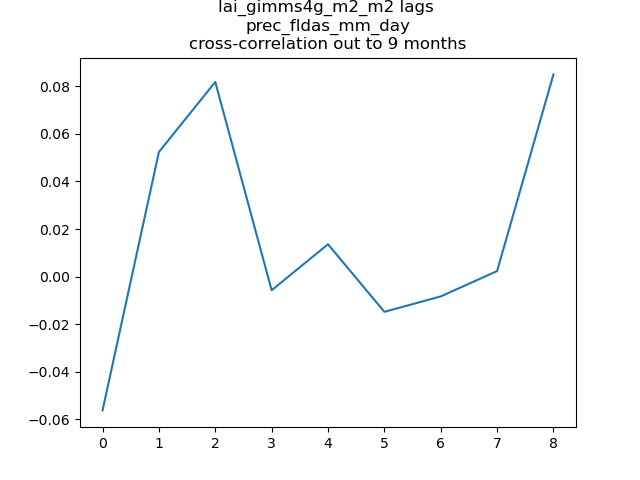 lai_gimms4g_m2_m2 lags
prec_fldas_mm_day
cross-correlation out to 9 months
0.08
0.06
0.04
0.02
0.00
−0.02
−0.04
−0.06
0 1 2 3 4 5 6 7 8